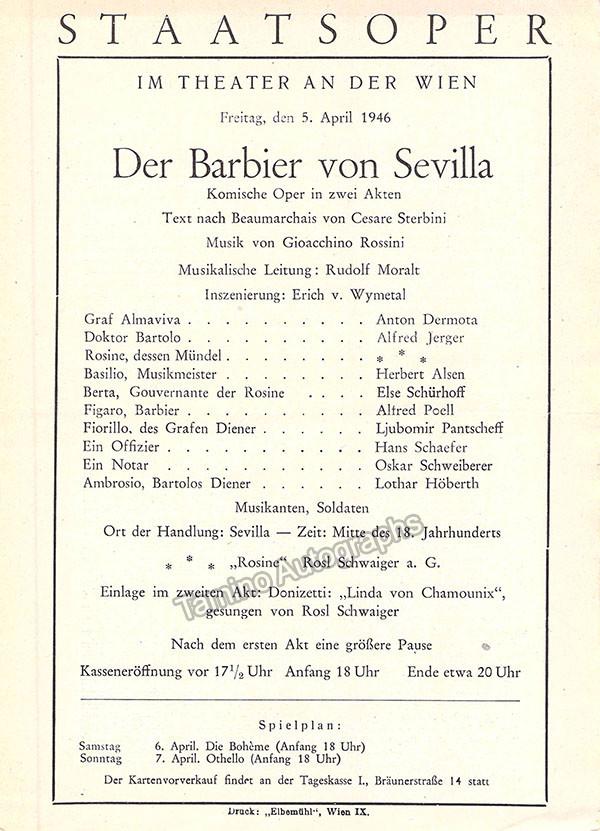 STAATSOPER
IM THEATER AN DER WIEN
Freitag, den 5. April 1946
Der Barbier von Sevilla
Komische Oper in zwei Akten
Text nach Beaumarchais von Cesare Sterbini
Musik von Gioacchino Rossini
Musikalische Leitung: Rudolf Moralt
Inszenierung: Erich v. Wymetal
Graf Almaviva . . . . . . . . . . Anton Dermota
Doktor Bartolo . . . . . . . . . . Alfred Jerger
Rosine, dessen Mündel . . . . . . . . * * *
Basilio, Musikmeister . . . . . . . . Herbert Alsen
Berta, Gouvernante der Rosine . . . . Else Schürhoff
Figaro, Barbier . . . . . . . . . . Alfred Poell
Fiorillo, des Grafen Diener . . . . . . Ljubomir Pantscheff
Ein Offizier . . . . . . . . . . . Hans Schaefer
Ein Notar . . . . . . . . . . . Oskar Schweiberer
Ambrosio, Bartolos Diener . . . . . . Lothar Höberth
Musikanten, Soldaten
Ort der Handlung: Sevilla — Zeit: Mitte des 18. Jahrhunderts
* * * „Rosine“ Rosl Schwaiger a. G.
Einlage im zweiten Akt: Donizetti: „Linda von Chamounix“,
gesungen von Rosl Schwaiger
Tamino Autographs
Nach dem ersten Akt eine größere Pause
Kasseneröffnung vor 17 1/2 Uhr Anfang 18 Uhr Ende etwa 20 Uhr
Spielplan:
Samstag 6. April. Die Bohème (Anfang 18 Uhr)
Sonntag 7. April. Othello (Anfang 18 Uhr)
Der Kartenvorverkauf findet an der Tageskasse I., Bräunerstraße 14 statt
Druck: „Elbemühl“, Wien IX.